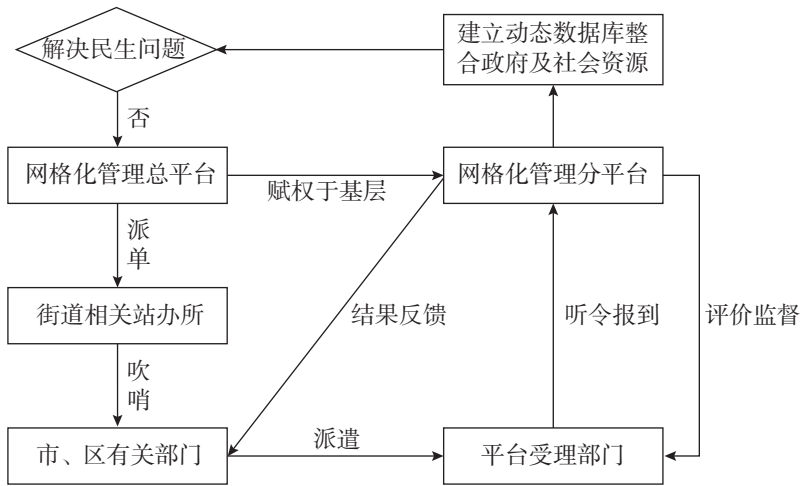 解决民生问题
建立动态数据库整
合政府及社会资源
否
网格化管理总平台
赋权于基层
网格化管理分平台
派
单
街道相关站办所
结果反馈
听令报到
评价监督
吹
哨
市、区有关部门
派遣
平台受理部门